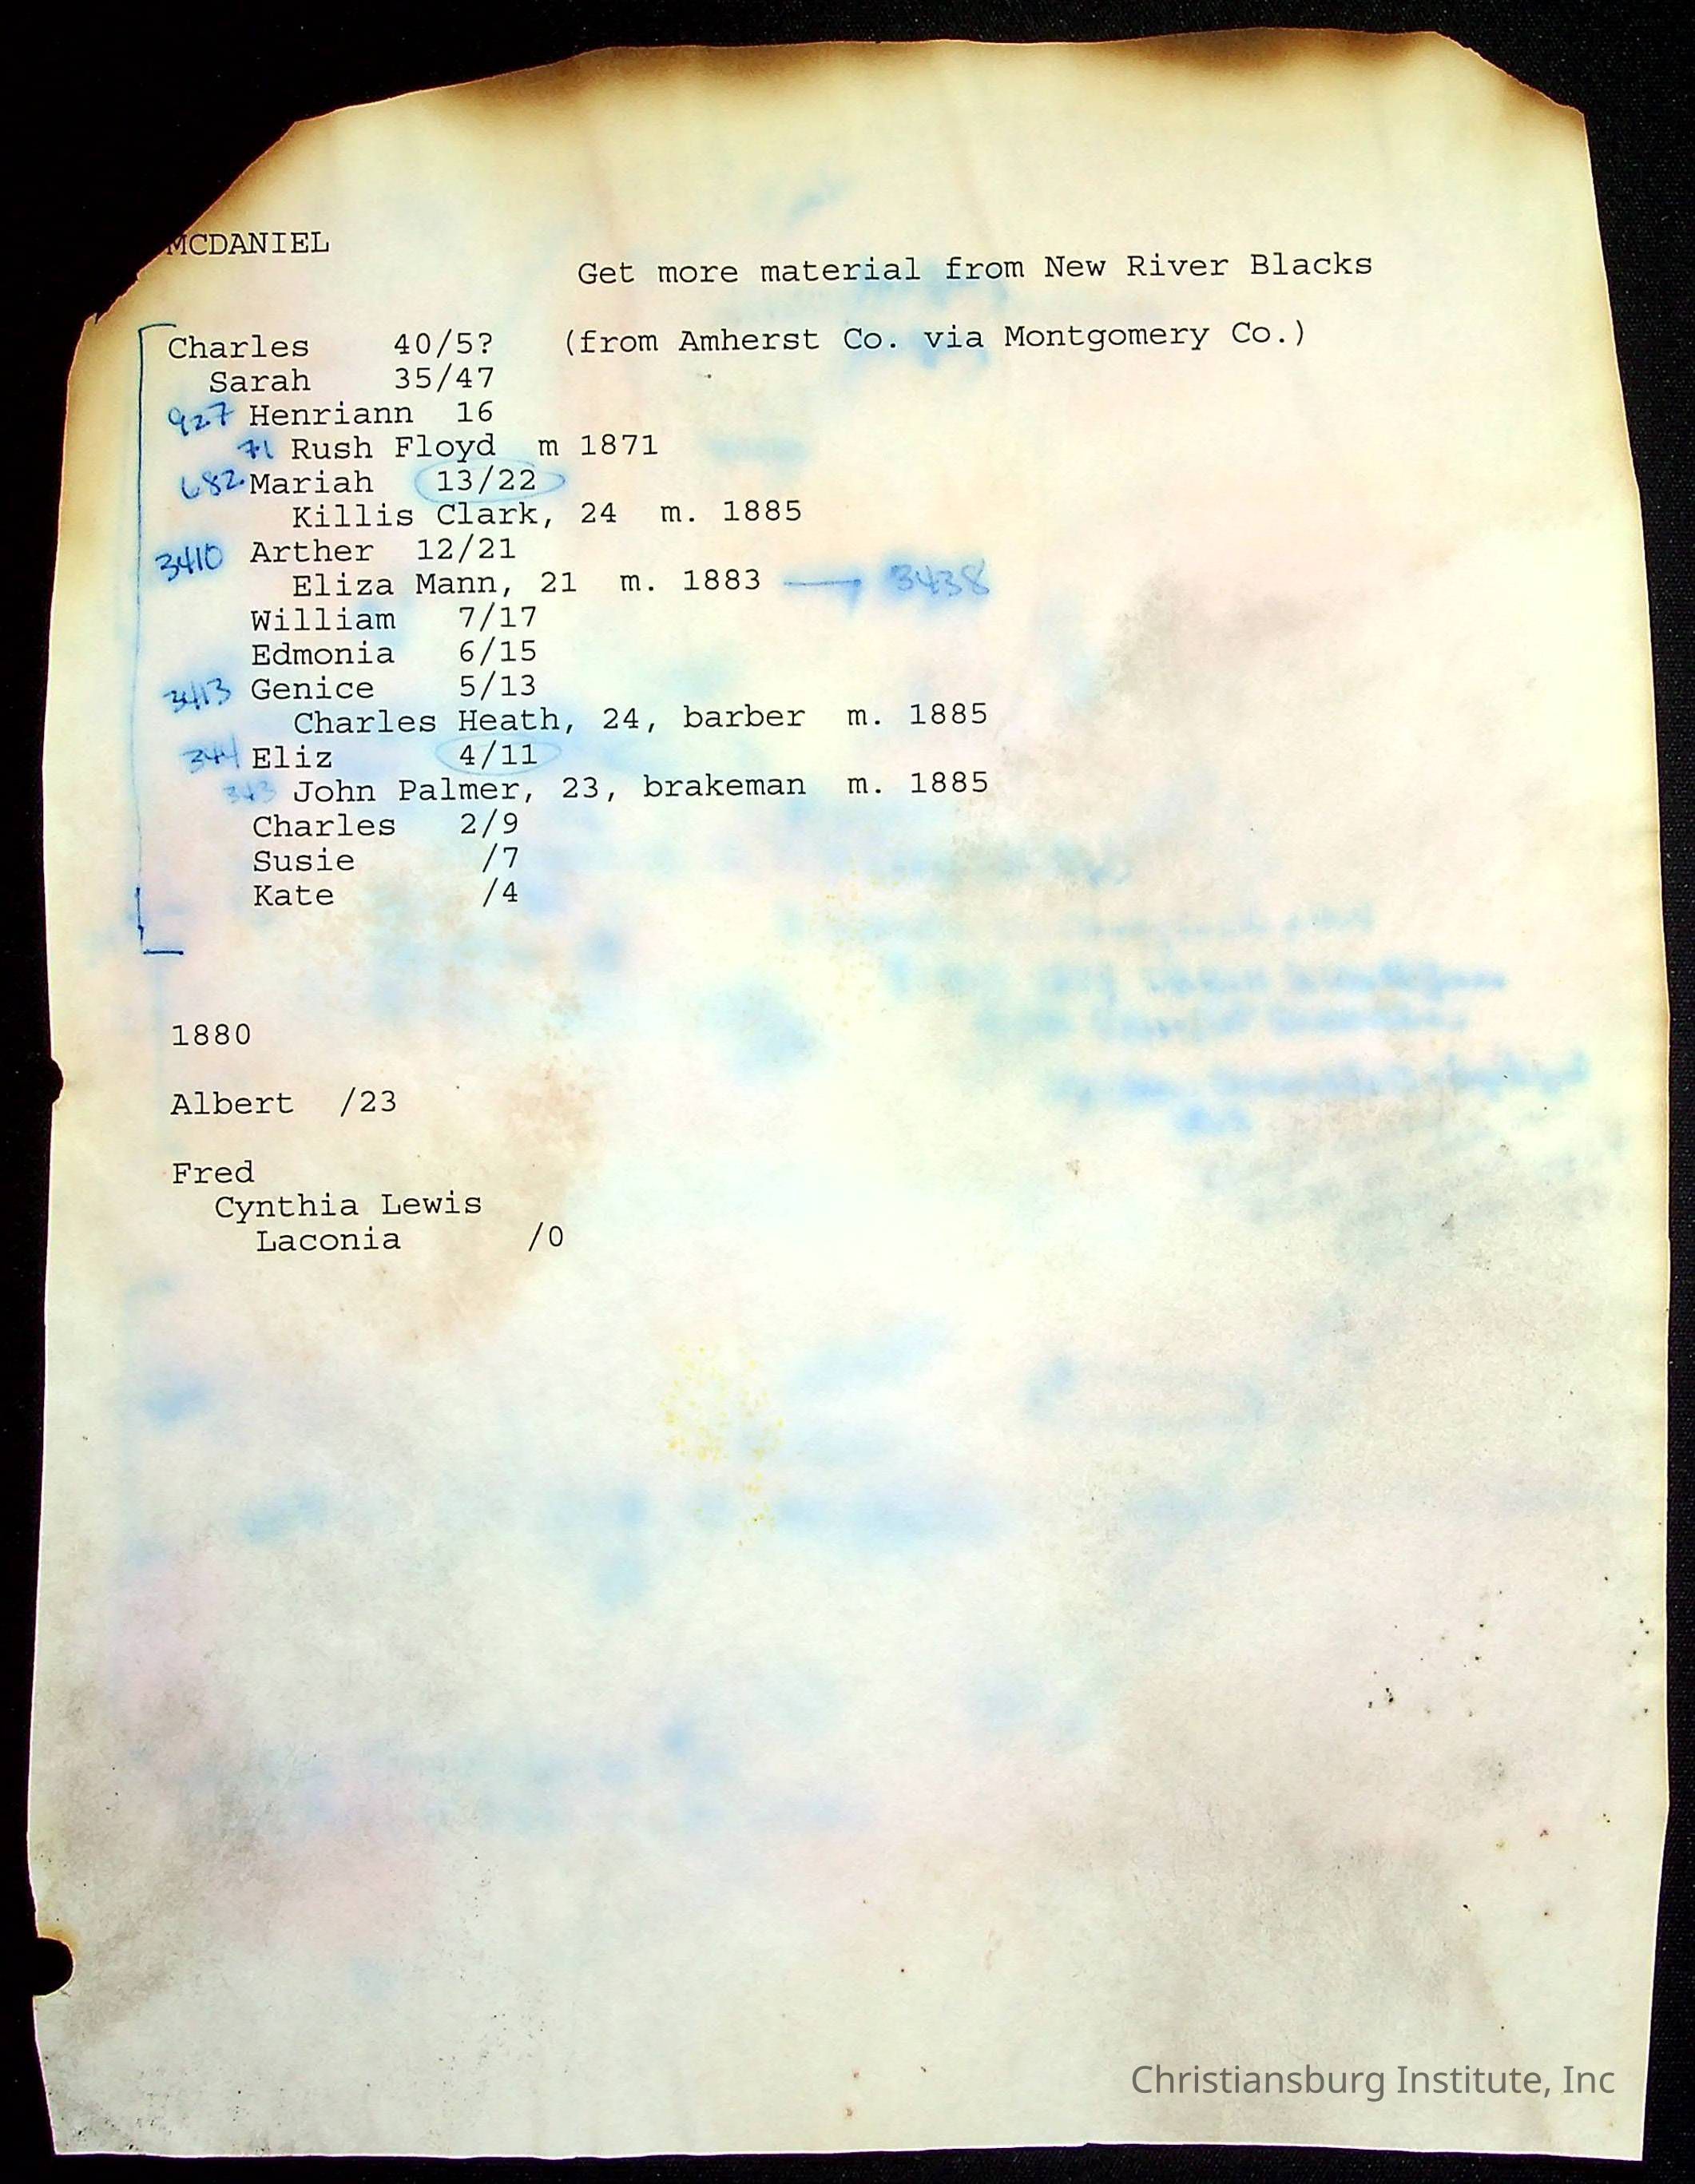 MCDANIEL
Get more material from New River Blacks
Charles 40/5? (from Amherst Co. via Montgomery Co.)
Sarah 35/47
927 Henriann 16
71 Rush Floyd m 1871
682 Mariah 13/22
Killis Clark, 24 m. 1885
3410 Arther 12/21
Eliza Mann, 21 m. 1883 → 3438
William 7/17
Edmonia 6/15
3413 Genice 5/13
Charles Heath, 24, barber m. 1885
Eliz 4/11
John Palmer, 23, brakeman m. 1885
Charles 2/9
Susie /7
Kate /4
1880
Albert /23
Fred
Cynthia Lewis
Laconia /0
Christiansburg Institute, Inc